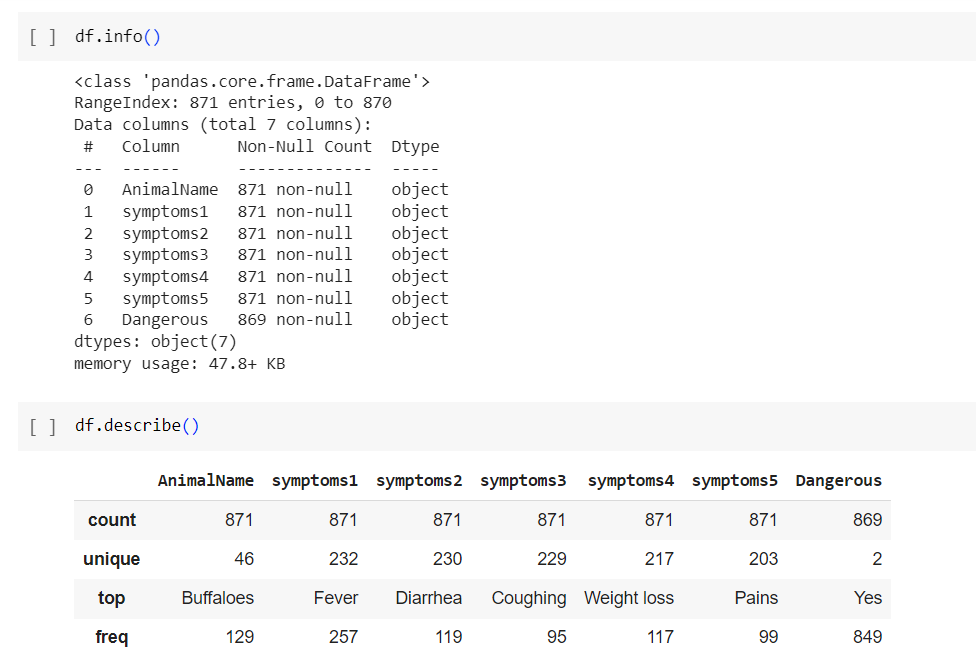 [ ] df.info()
<class 'pandas.core.frame.DataFrame'>
RangeIndex: 871 entries, 0 to 870
Data columns (total 7 columns):
# Column Non-Null Count Dtype
--- ------ -------------- -----
0 AnimalName 871 non-null object
1 symptoms1 871 non-null object
2 symptoms2 871 non-null object
3 symptoms3 871 non-null object
4 symptoms4 871 non-null object
5 symptoms5 871 non-null object
6 Dangerous 869 non-null object
dtypes: object(7)
memory usage: 47.8+ KB
[ ] df.describe()
AnimalName symptoms1 symptoms2 symptoms3 symptoms4 symptoms5 Dangerous
count 871 871 871 871 871 871 869
unique 46 232 230 229 217 203 2
top Buffaloes Fever Diarrhea Coughing Weight loss Pains Yes
freq 129 257 119 95 117 99 849